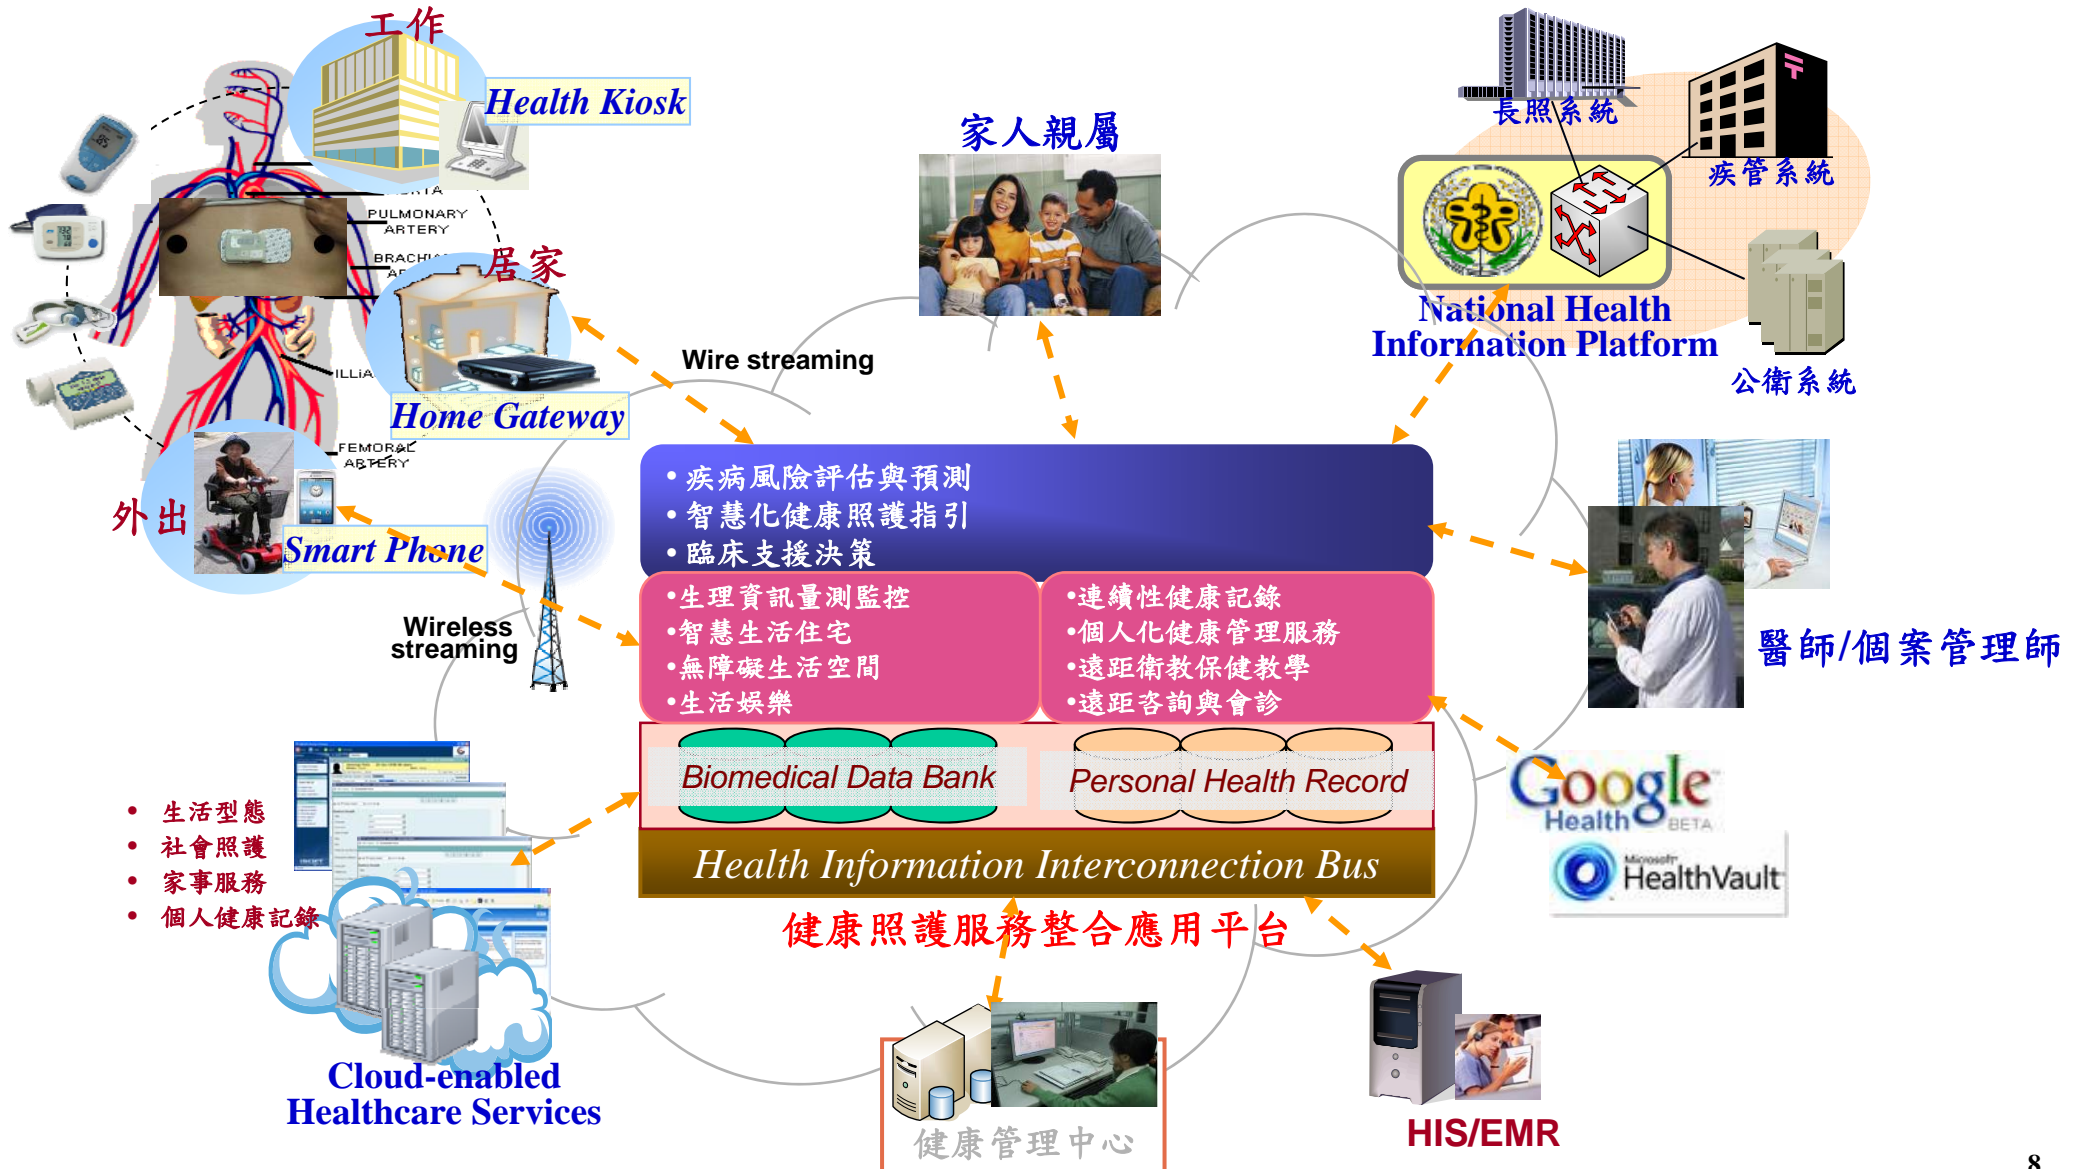 工作
Health Kiosk
PULMONARY
ARTERY
BRACHIA
居家
ILLIA
Home Gateway
FEMORAL
ARTERY
外出
Smart Phone
Wire streaming
Wireless
streaming
家人親屬
長照系統
疾管系統
National Health
Information Platform
公衛系統
• 疾病風險評估與預測
• 智慧化健康照護指引
• 臨床支援決策
•生理資訊量測監控
•智慧生活住宅
•無障礙生活空間
•生活娛樂
•連續性健康記錄
•個人化健康管理服務
•遠距衛教保健教學
•遠距咨詢與會診
醫師/個案管理師
Biomedical Data Bank
Personal Health Record
Health Information Interconnection Bus
健康照護服務整合應用平台
Google
Health BETA
Microsoft
HealthVault
• 生活型態
• 社會照護
• 家事服務
• 個人健康記錄
Cloud-enabled
Healthcare Services
健康管理中心
HIS/EMR
8